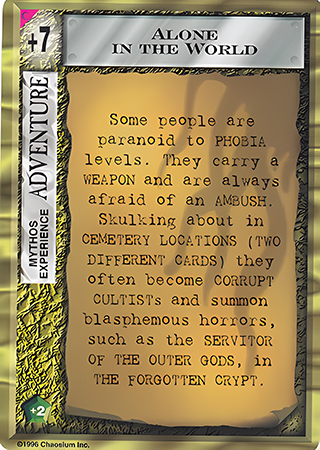 +7
ALONE
IN THE WORLD
MYTHOS
EXPERIENCE
ADVENTURE
Some people are
paranoid to PHOBIA
levels. They carry a
WEAPON and are always
afraid of an AMBUSH.
Skulking about in
CEMETERY LOCATIONS (TWO
DIFFERENT CARDS) they
often become CORRUPT
CULTISTs and summon
blasphemous horrors,
such as the SERVITOR
OF THE OUTER GODS, in
THE FORGOTTEN CRYPT.
+2
©1996 Chaosium Inc.